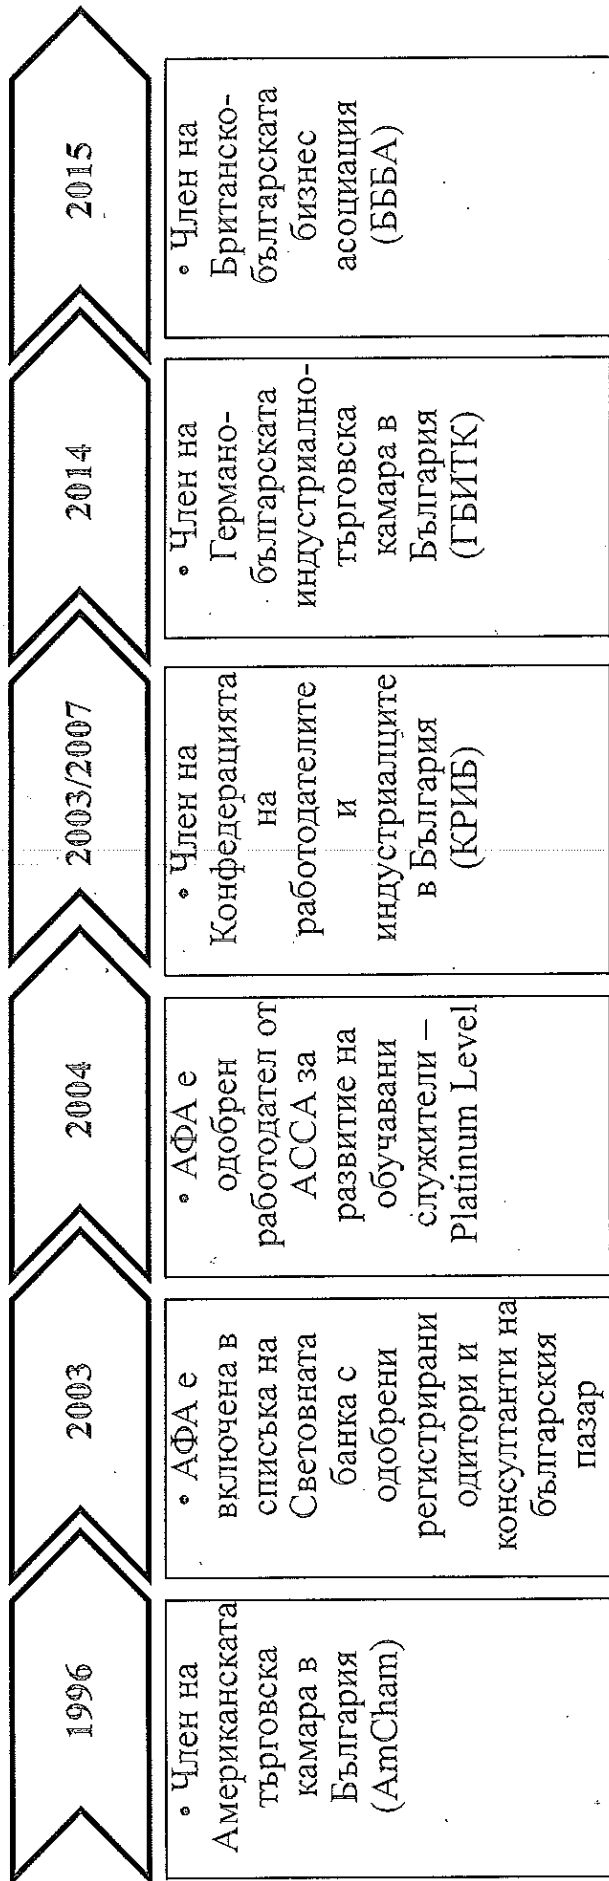 1996
• Член на
Американската
търговска
камара в
България
(AmCham)
2003
• АФА е
включена в
списъка на
Световната
банка с
одобрени
регистрирани
одитори и
консултанти на
българския
пазар
2004
• АФА е
одобрен
работодател от
АССА за
развитие на
обучавани
служители –
Platinum Level
2003/2007
• Член на
Конфедерацията
на
работодателите
и
индустриалците
в България
(КРИБ)
2014
• Член на
Германо-
българската
индустриално-
търговска
камара в
България
(ГБИТК)
2015
• Член на
Британско-
българската
бизнес
асоциация
(БББА)